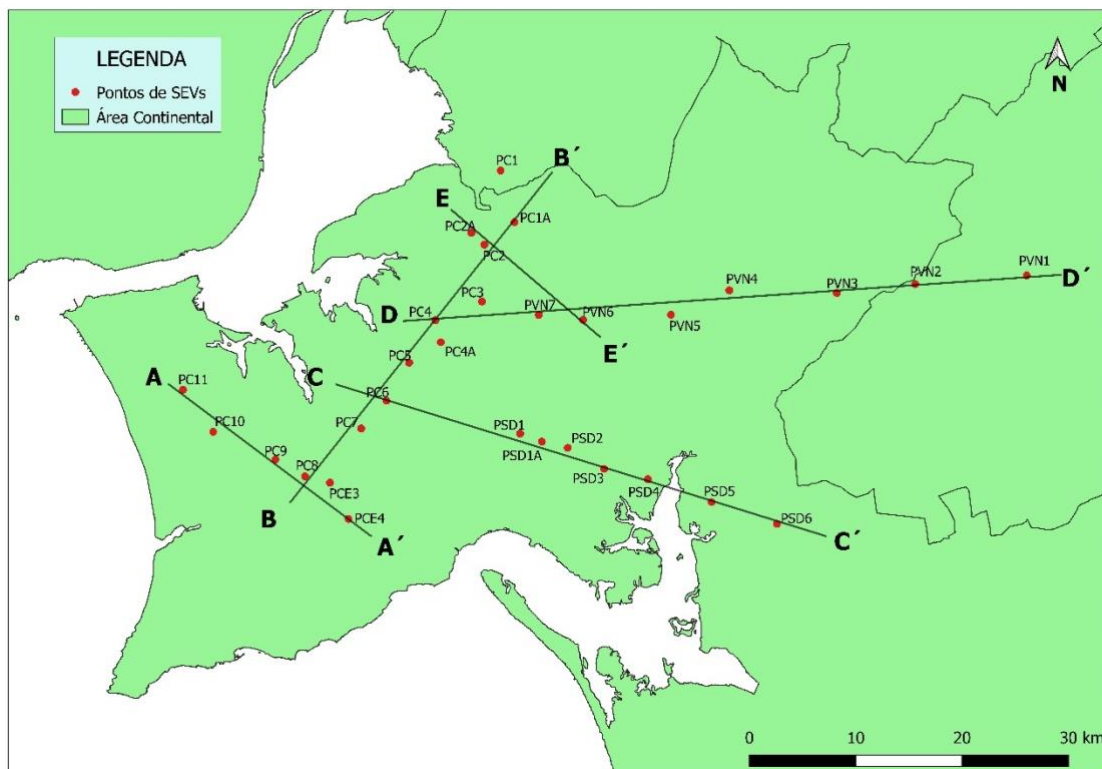 LEGENDA
Pontos de SEVs
Área Continental
N
PC1
B´
E
PC1A
PC2A
PC2
PVN1
PVN2
PVN4
PVN3
D´
PC3
PC4
D
PVN7
PVN6
PVN5
PC4A
E´
PC5
C
A
PC11
PC6
PC10
PC7
PSD1
PSD2
PSD1A
PC9
PC8
PSD3
PCE3
PSD4
PSD5
B
PCE4
PSD6
A´
C´
0 10 20 30 km